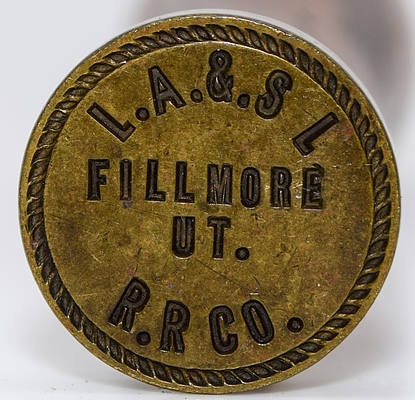 L.A.&.S L
FILLMORE
UT.
R.R CO.